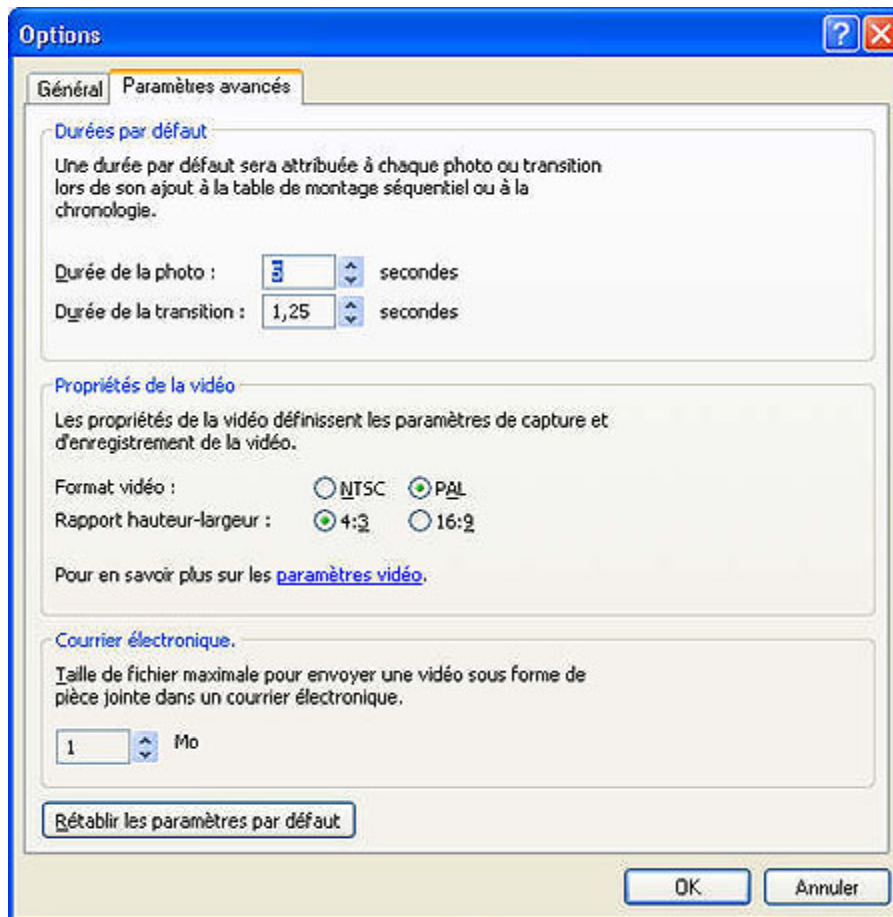 Options
Général
Paramètres avancés
Durées par défaut
Une durée par défaut sera attribuée à chaque photo ou transition
lors de son ajout à la table de montage séquentiel ou à la
chronologie.
Durée de la photo : secondes
Durée de la transition : 1,25 secondes
Propriétés de la vidéo
Les propriétés de la vidéo définissent les paramètres de capture et
d'enregistrement de la vidéo.
Format vidéo : NTSC PAL
Rapport hauteur-largeur : 4:3 16:9
Pour en savoir plus sur les paramètres vidéo.
Courrier électronique.
Taille de fichier maximale pour envoyer une vidéo sous forme de
pièce jointe dans un courrier électronique.
1 Mo
Rétablir les paramètres par défaut
OK Annuler